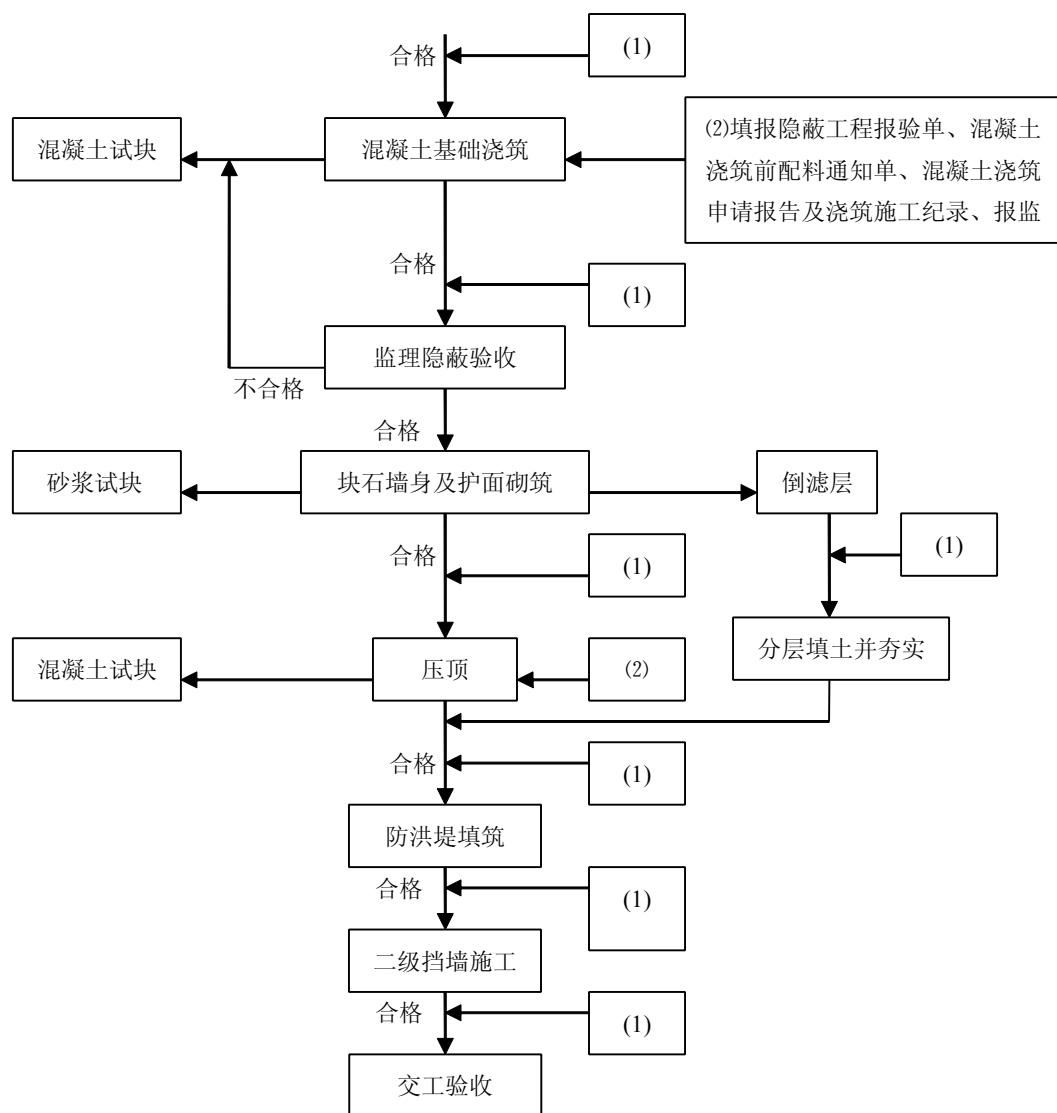 (1)
合格
混凝土试块
混凝土基础浇筑
⑵填报隐蔽工程报验单、混凝土
浇筑前配料通知单、混凝土浇筑
申请报告及浇筑施工纪录、报监
合格
(1)
监理隐蔽验收
不合格
合格
砂浆试块
块石墙身及护面砌筑
倒滤层
合格
(1)
(1)
混凝土试块
压顶
⑵
分层填土并夯实
合格
(1)
防洪堤填筑
合格
(1)
二级挡墙施工
合格
(1)
交工验收